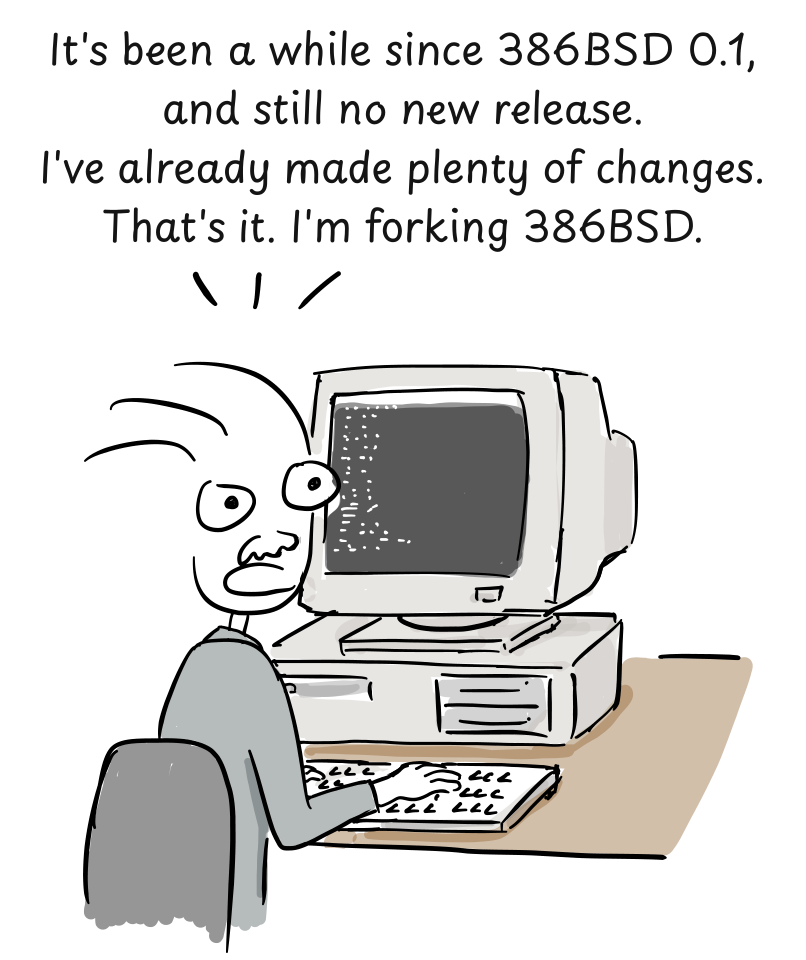 It's been a while since 386BSD 0.1,
and still no new release.
I've already made plenty of changes.
That's it. I'm forking 386BSD.